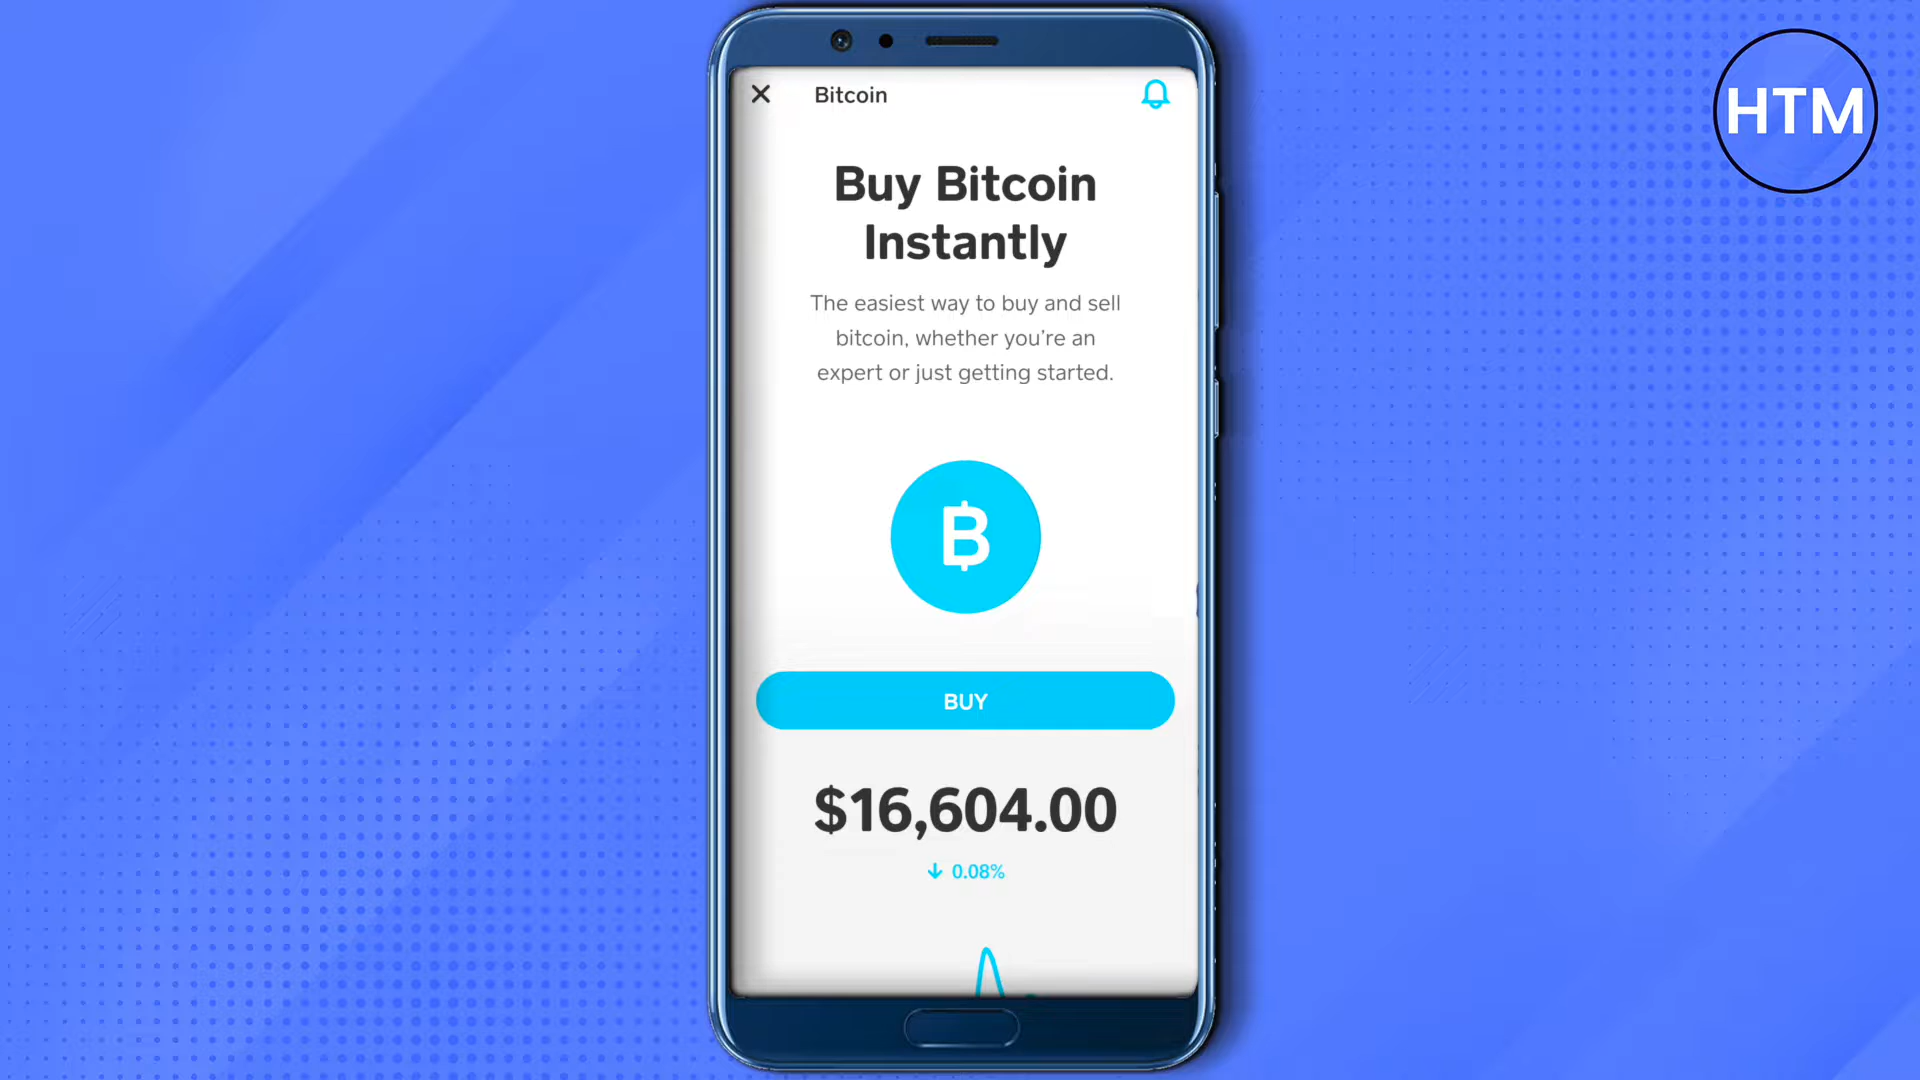 HTM
Bitcoin
Buy Bitcoin
Instantly
The easiest way to buy and sell
bitcoin, whether you’re an
expert or just getting started.
BUY
$16,604.00
0.08%